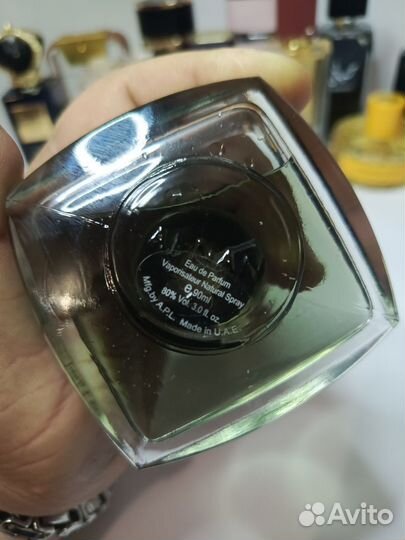 Eau de Parfum
Vaporisateur Natural Spray
e 90ml
80% Vol. 3.0 fl. oz.
Mfg.by A.P.L. Made in U.A.E.
Avito